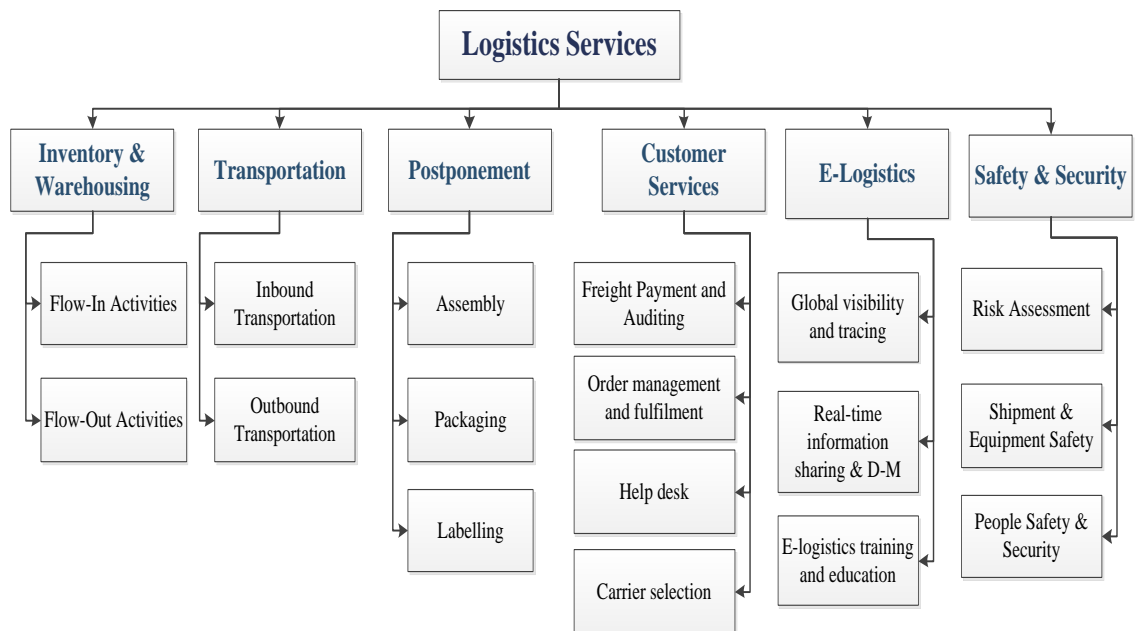 Logistics Services
Inventory &
Warehousing
Transportation
Postponement
Customer
Services
E-Logistics
Safety & Security
Flow-In Activities
Flow-Out Activities
Inbound
Transportation
Outbound
Transportation
Assembly
Packaging
Labelling
Freight Payment and
Auditing
Order management
and fulfilment
Help desk
Carrier selection
Global visibility
and tracing
Real-time
information
sharing & D-M
E-logistics training
and education
Risk Assessment
Shipment &
Equipment Safety
People Safety &
Security